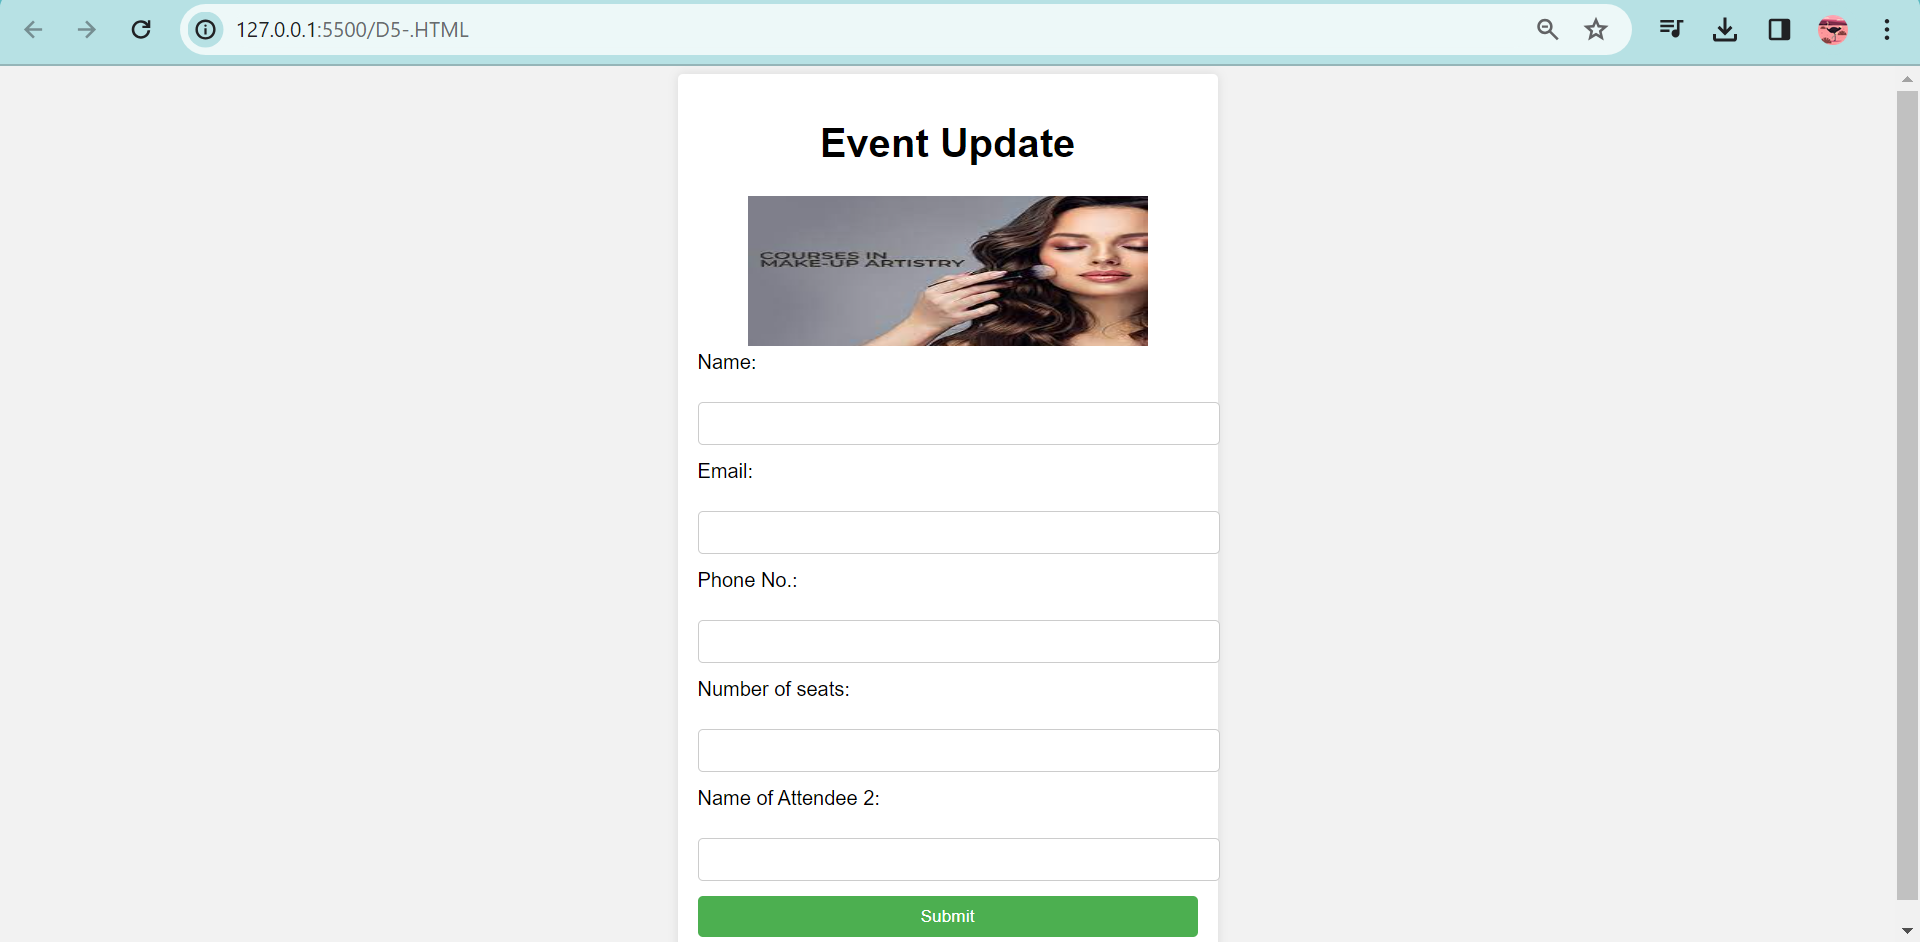 127.0.0.1:5500/D5-.HTML
Event Update
COURSES IN
MAKE-UP ARTISTRY
Name:
Email:
Phone No.:
Number of seats:
Name of Attendee 2:
Submit